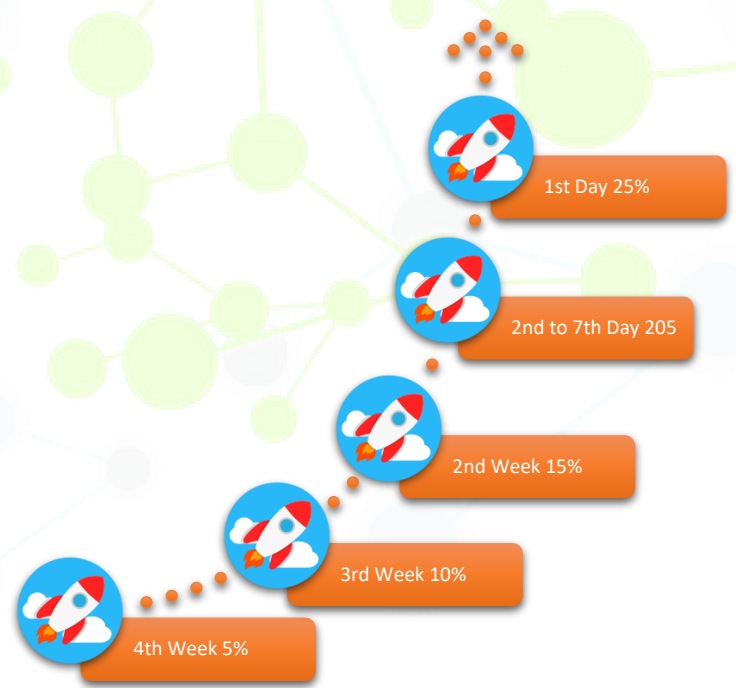 1st Day 25%
2nd to 7th Day 205
2nd Week 15%
3rd Week 10%
4th Week 5%